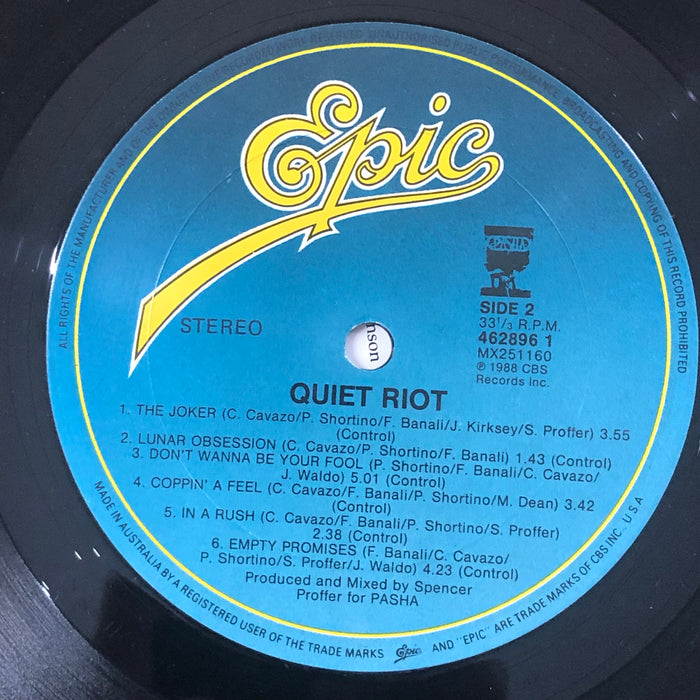 ALL RIGHTS OF THE MANUFACTURER AND OF THE OWNER OF THE RECORDED WORK RESERVED. UNAUTHORISED PUBLIC PERFORMANCE, BROADCASTING AND COPYING OF THIS RECORD PROHIBITED
Epic
PASHA
STEREO
SIDE 2
33⅓ R.P.M.
462896 1
MX251160
℗ 1988 CBS
Records Inc.
nson
QUIET RIOT
1. THE JOKER (C. Cavazo/P. Shortino/F. Banali/J. Kirksey/S. Proffer) 3.55
(Control)
2. LUNAR OBSESSION (C. Cavazo/P. Shortino/F. Banali) 1.43 (Control)
3. DON'T WANNA BE YOUR FOOL (P. Shortino/F. Banali/C. Cavazo/
J. Waldo) 5.01 (Control)
4. COPPIN' A FEEL (C. Cavazo/F. Banali/P. Shortino/M. Dean) 3.42
(Control)
5. IN A RUSH (C. Cavazo/F. Banali/P. Shortino/S. Proffer)
2.38 (Control)
6. EMPTY PROMISES (F. Banali/C. Cavazo/
P. Shortino/S. Proffer/J. Waldo) 4.23 (Control)
Produced and Mixed by Spencer
Proffer for PASHA
MADE IN AUSTRALIA BY A REGISTERED USER OF THE TRADE MARKS Epic AND "EPIC" ARE TRADE MARKS OF CBS INC. U.S.A